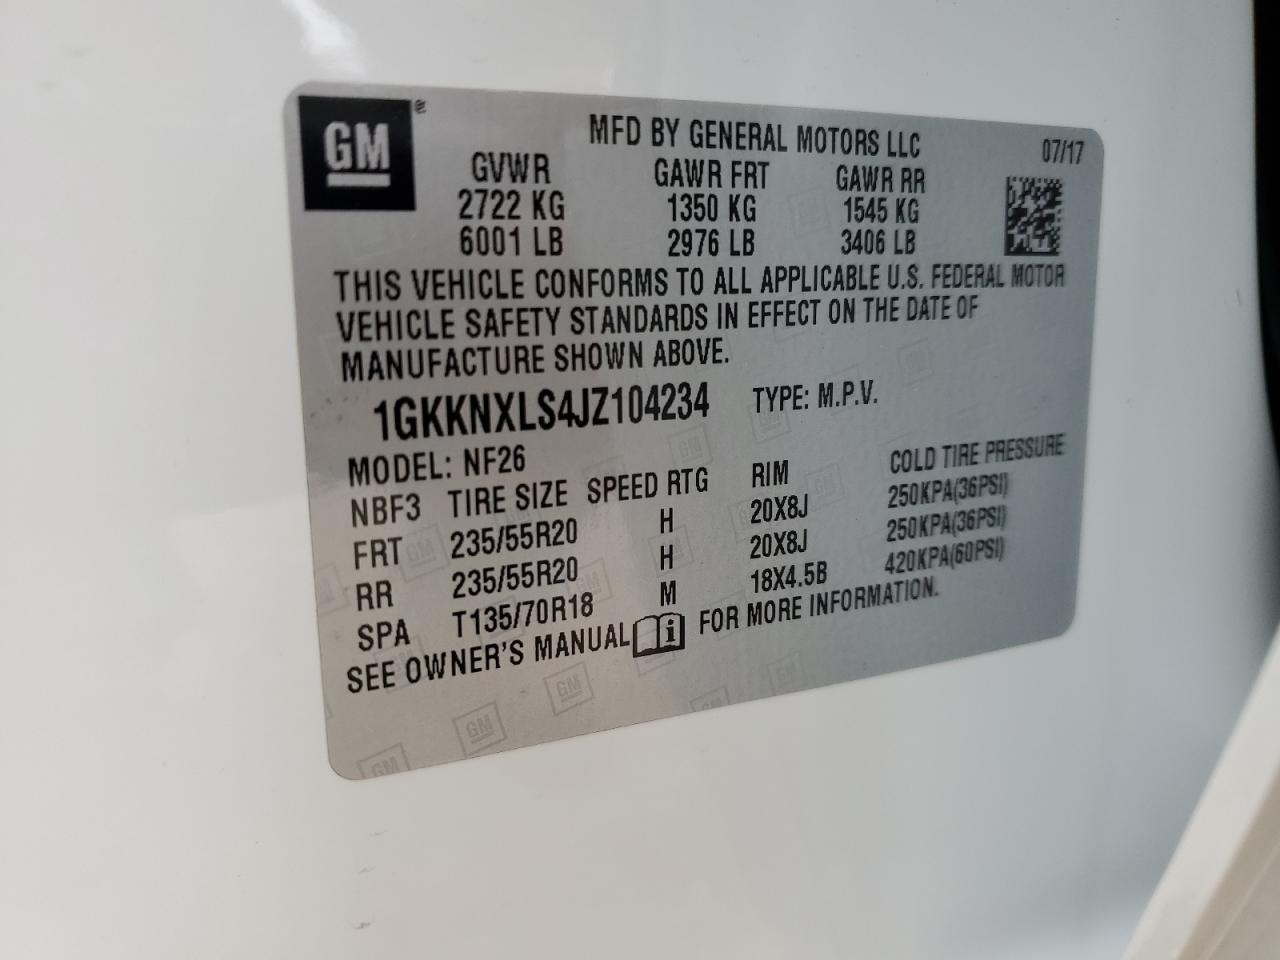 GM
MFD BY GENERAL MOTORS LLC 07/17
GVWR GAWR FRT GAWR RR
2722 KG 1350 KG 1545 KG
6001 LB 2976 LB 3406 LB
THIS VEHICLE CONFORMS TO ALL APPLICABLE U.S. FEDERAL MOTOR
VEHICLE SAFETY STANDARDS IN EFFECT ON THE DATE OF
MANUFACTURE SHOWN ABOVE.
1GKKNXLS4JZ104234 TYPE: M.P.V.
MODEL: NF26
NBF3 TIRE SIZE SPEED RTG RIM COLD TIRE PRESSURE
FRT 235/55R20 H 20X8J 250KPA(36PSI)
RR 235/55R20 H 20X8J 250KPA(36PSI)
SPA T135/70R18 M 18X4.5B 420KPA(60PSI)
SEE OWNER'S MANUAL i FOR MORE INFORMATION.
GM
GM
GM